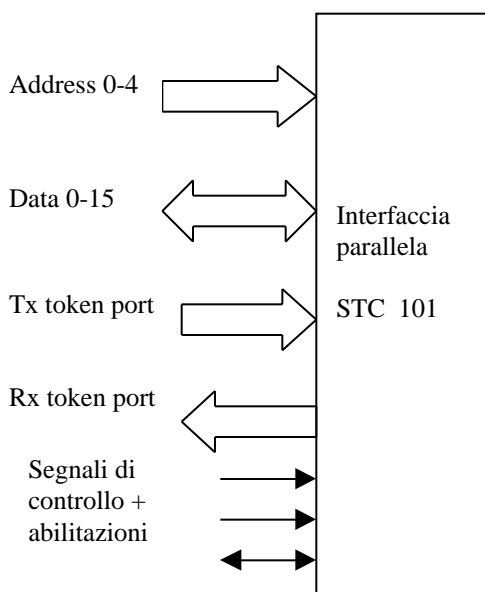 Address 0-4
Data 0-15
Interfaccia
parallela
STC 101
Tx token port
Rx token port
Segnali di
controllo +
abilitazioni